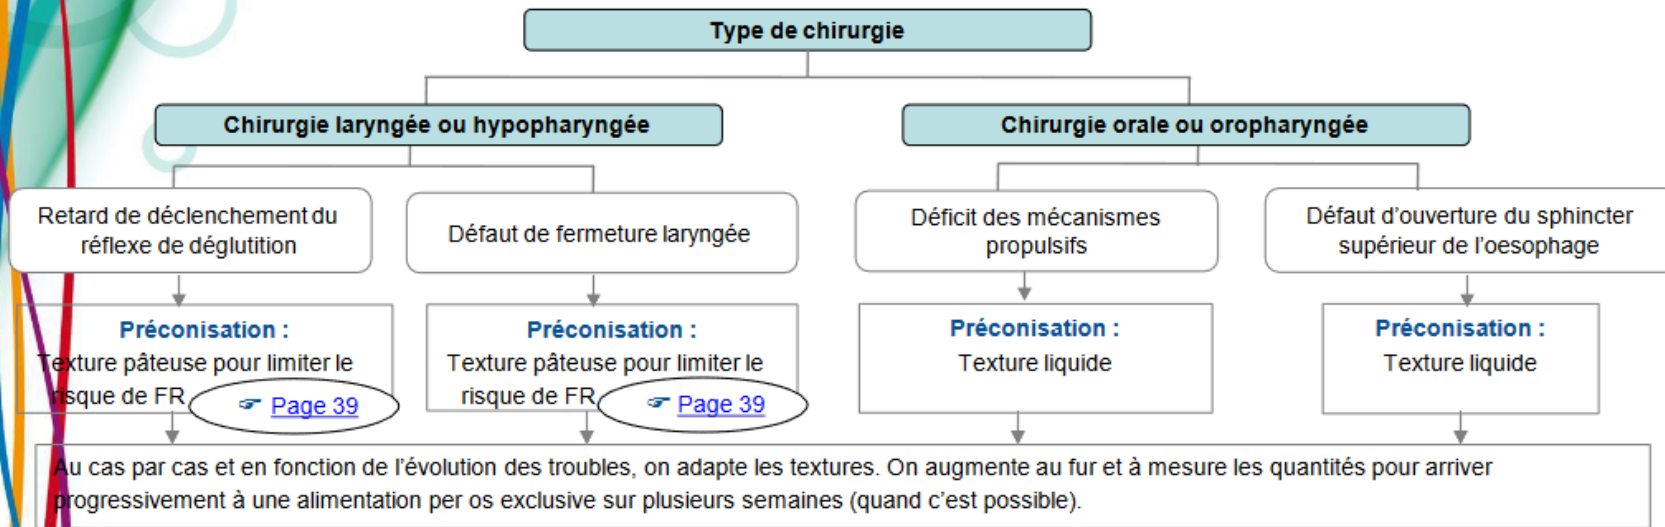 Type de chirurgie
Chirurgie laryngée ou hypopharyngée
Chirurgie orale ou oropharyngée
Retard de déclenchement du
réflexe de déglutition
Défaut de fermeture laryngée
Déficit des mécanismes
propulsifs
Défaut d’ouverture du sphincter
supérieur de l’oesophage
Préconisation :
Texture pâteuse pour limiter le
risque de FR
☞ Page 39
Préconisation :
Texture pâteuse pour limiter le
risque de FR
☞ Page 39
Préconisation :
Texture liquide
Préconisation :
Texture liquide
Au cas par cas et en fonction de l’évolution des troubles, on adapte les textures. On augmente au fur et à mesure les quantités pour arriver
progressivement à une alimentation per os exclusive sur plusieurs semaines (quand c’est possible).